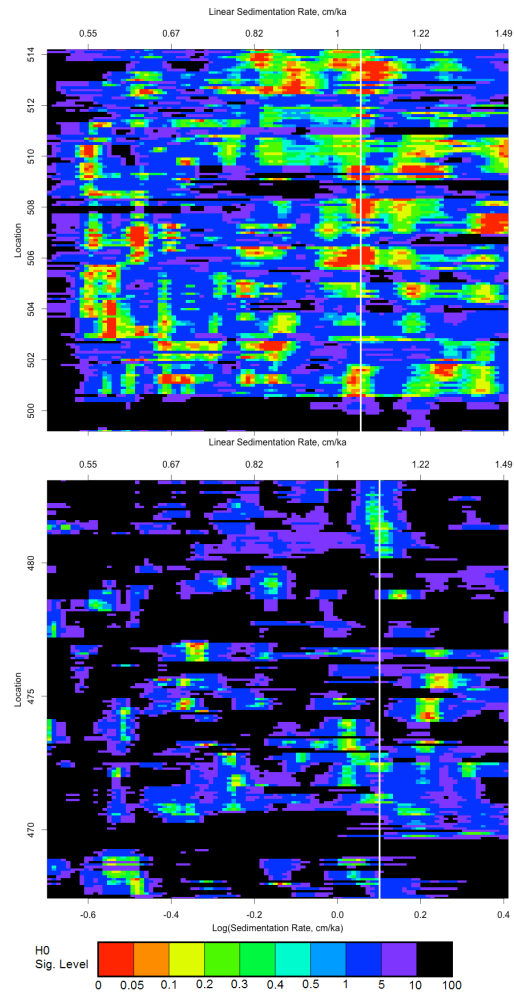 Linear Sedimentation Rate, cm/ka
0.55 0.67 0.82 1 1.22 1.49
514
512
510
508
506
504
502
500
Location
Linear Sedimentation Rate, cm/ka
0.55 0.67 0.82 1 1.22 1.49
480
475
470
Location
-0.6 -0.4 -0.2 0.0 0.2 0.4
Log(Sedimentation Rate, cm/ka)
H0
Sig. Level
0 0.05 0.1 0.2 0.3 0.4 0.5 1 5 10 100